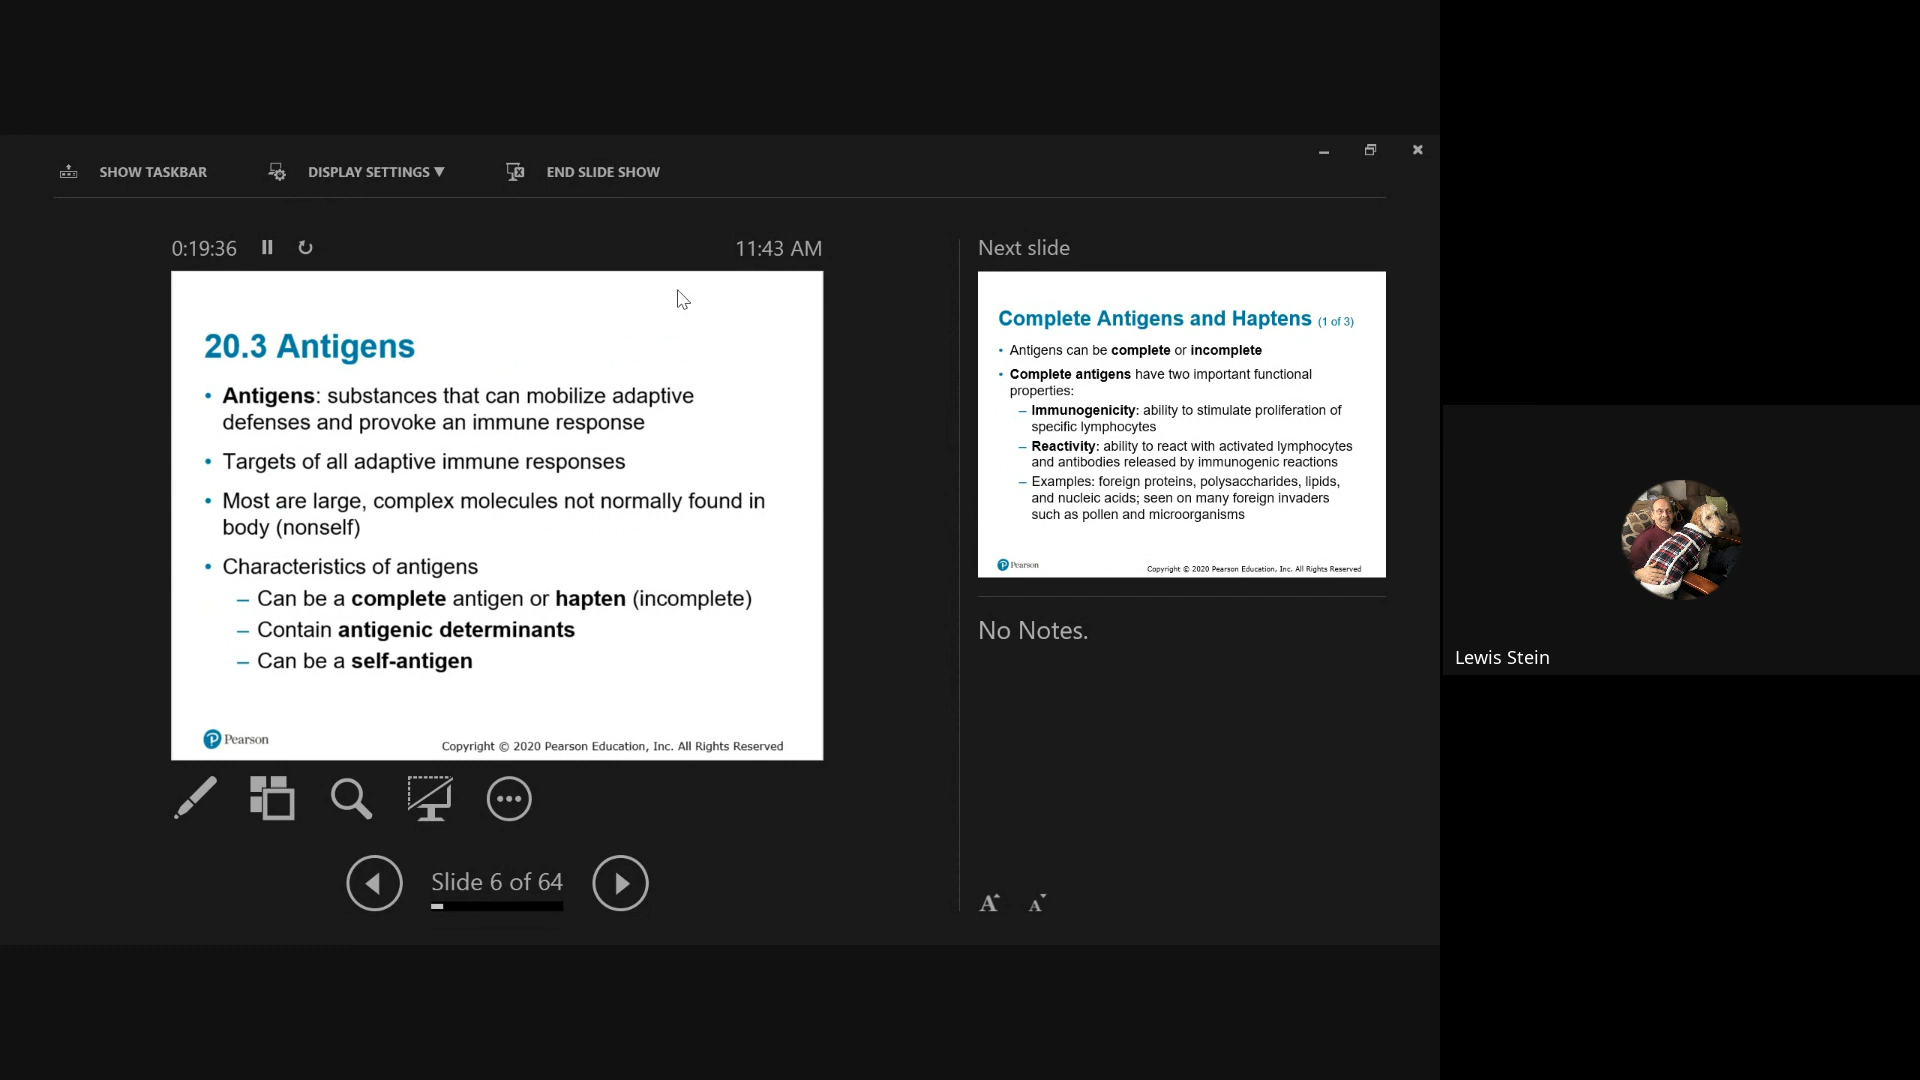 SHOW TASKBAR DISPLAY SETTINGS ▼ END SLIDE SHOW
0:19:36 11:43 AM
20.3 Antigens
• Antigens: substances that can mobilize adaptive
defenses and provoke an immune response
• Targets of all adaptive immune responses
• Most are large, complex molecules not normally found in
body (nonself)
• Characteristics of antigens
– Can be a complete antigen or hapten (incomplete)
– Contain antigenic determinants
– Can be a self-antigen
Pearson
Copyright © 2020 Pearson Education, Inc. All Rights Reserved
Slide 6 of 64
Next slide
Complete Antigens and Haptens (1 of 3)
• Antigens can be complete or incomplete
• Complete antigens have two important functional
properties:
– Immunogenicity: ability to stimulate proliferation of
specific lymphocytes
– Reactivity: ability to react with activated lymphocytes
and antibodies released by immunogenic reactions
– Examples: foreign proteins, polysaccharides, lipids,
and nucleic acids; seen on many foreign invaders
such as pollen and microorganisms
Pearson
Copyright © 2020 Pearson Education, Inc. All Rights Reserved
No Notes.
A A
Lewis Stein